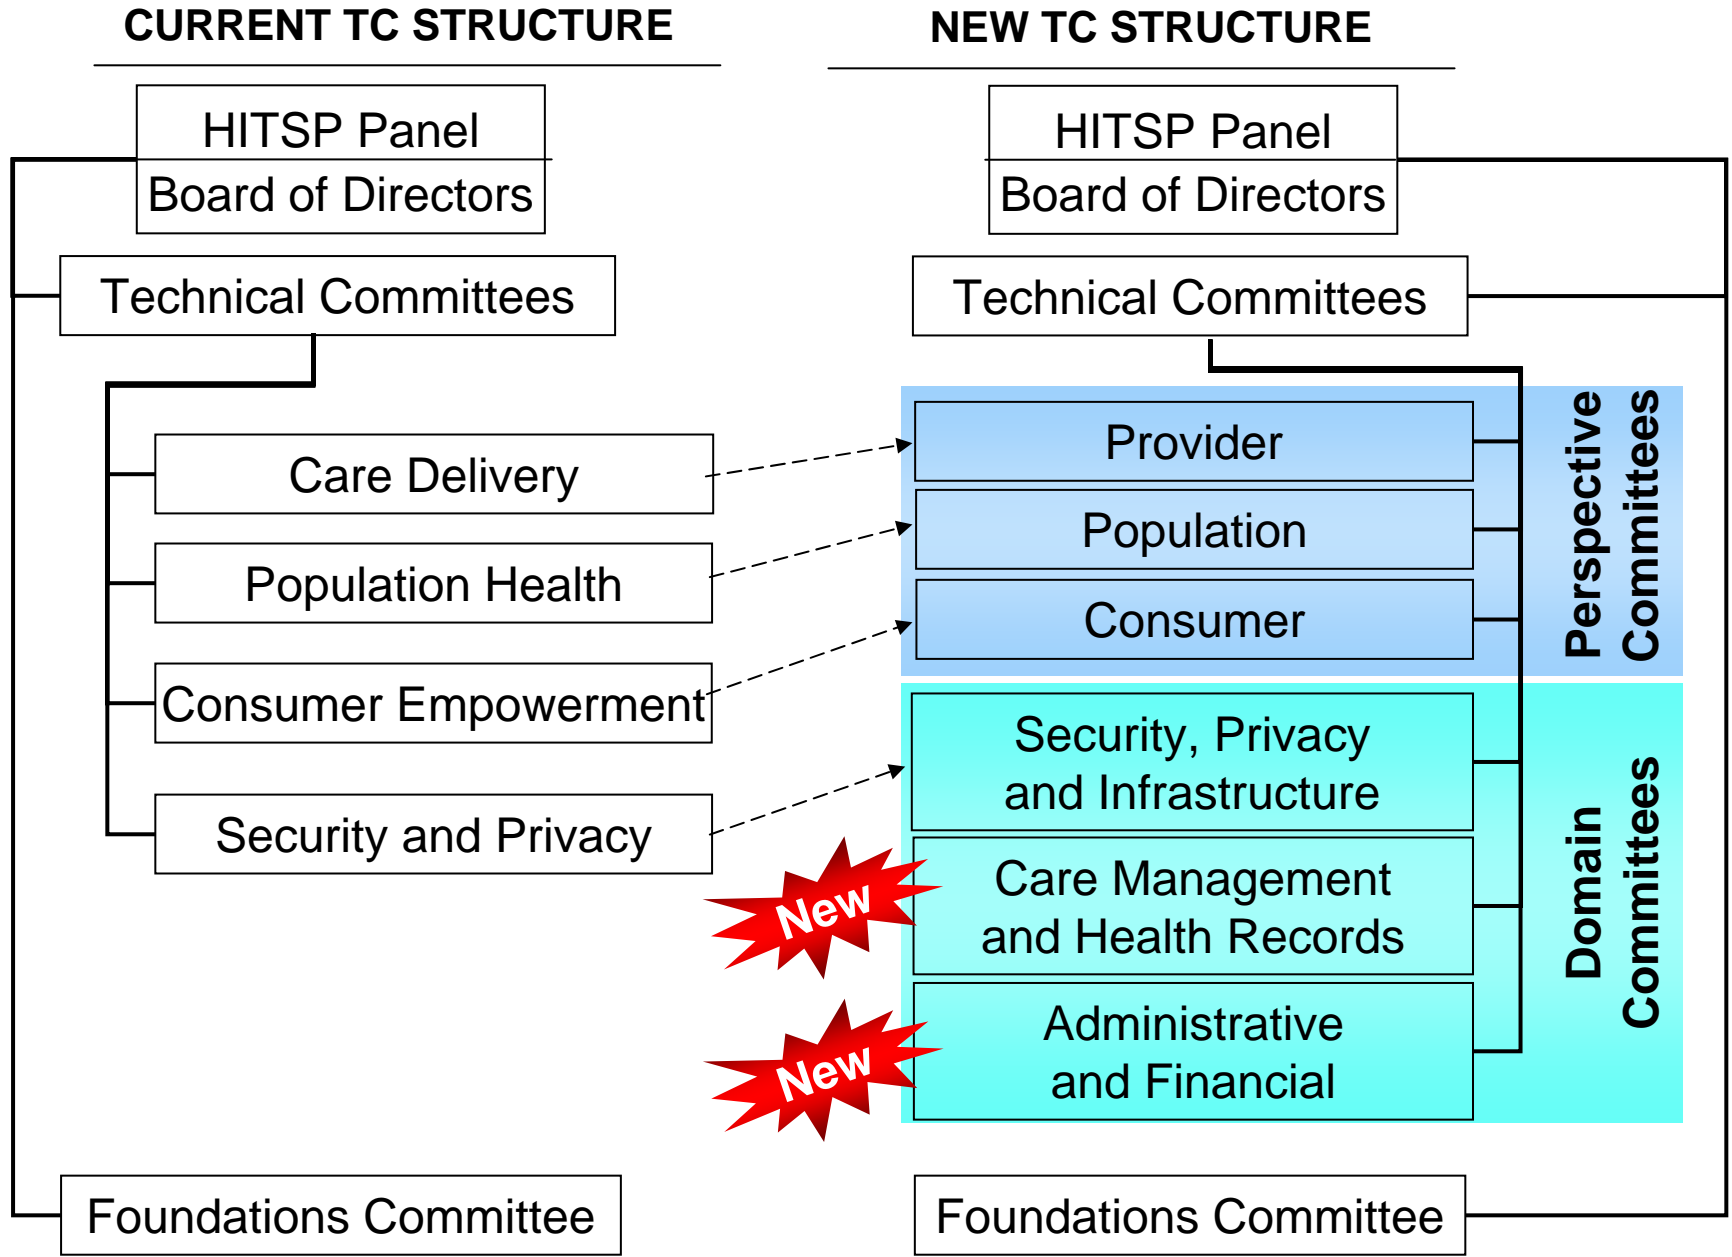 CURRENT TC STRUCTURE
HITSP Panel
Board of Directors
Technical Committees
Care Delivery
Population Health
Consumer Empowerment
Security and Privacy
Foundations Committee
NEW TC STRUCTURE
HITSP Panel
Board of Directors
Technical Committees
Provider
Population
Consumer
Perspective
Committees
Security, Privacy
and Infrastructure
New
Care Management
and Health Records
New
Administrative
and Financial
Domain
Committees
Foundations Committee